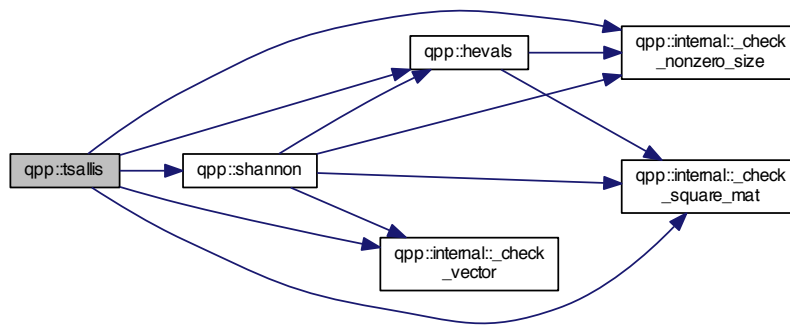 qpp::tsallis
qpp::shannon
qpp::hevals
qpp::internal::_check
_vector
qpp::internal::_check
_nonzero_size
qpp::internal::_check
_square_mat